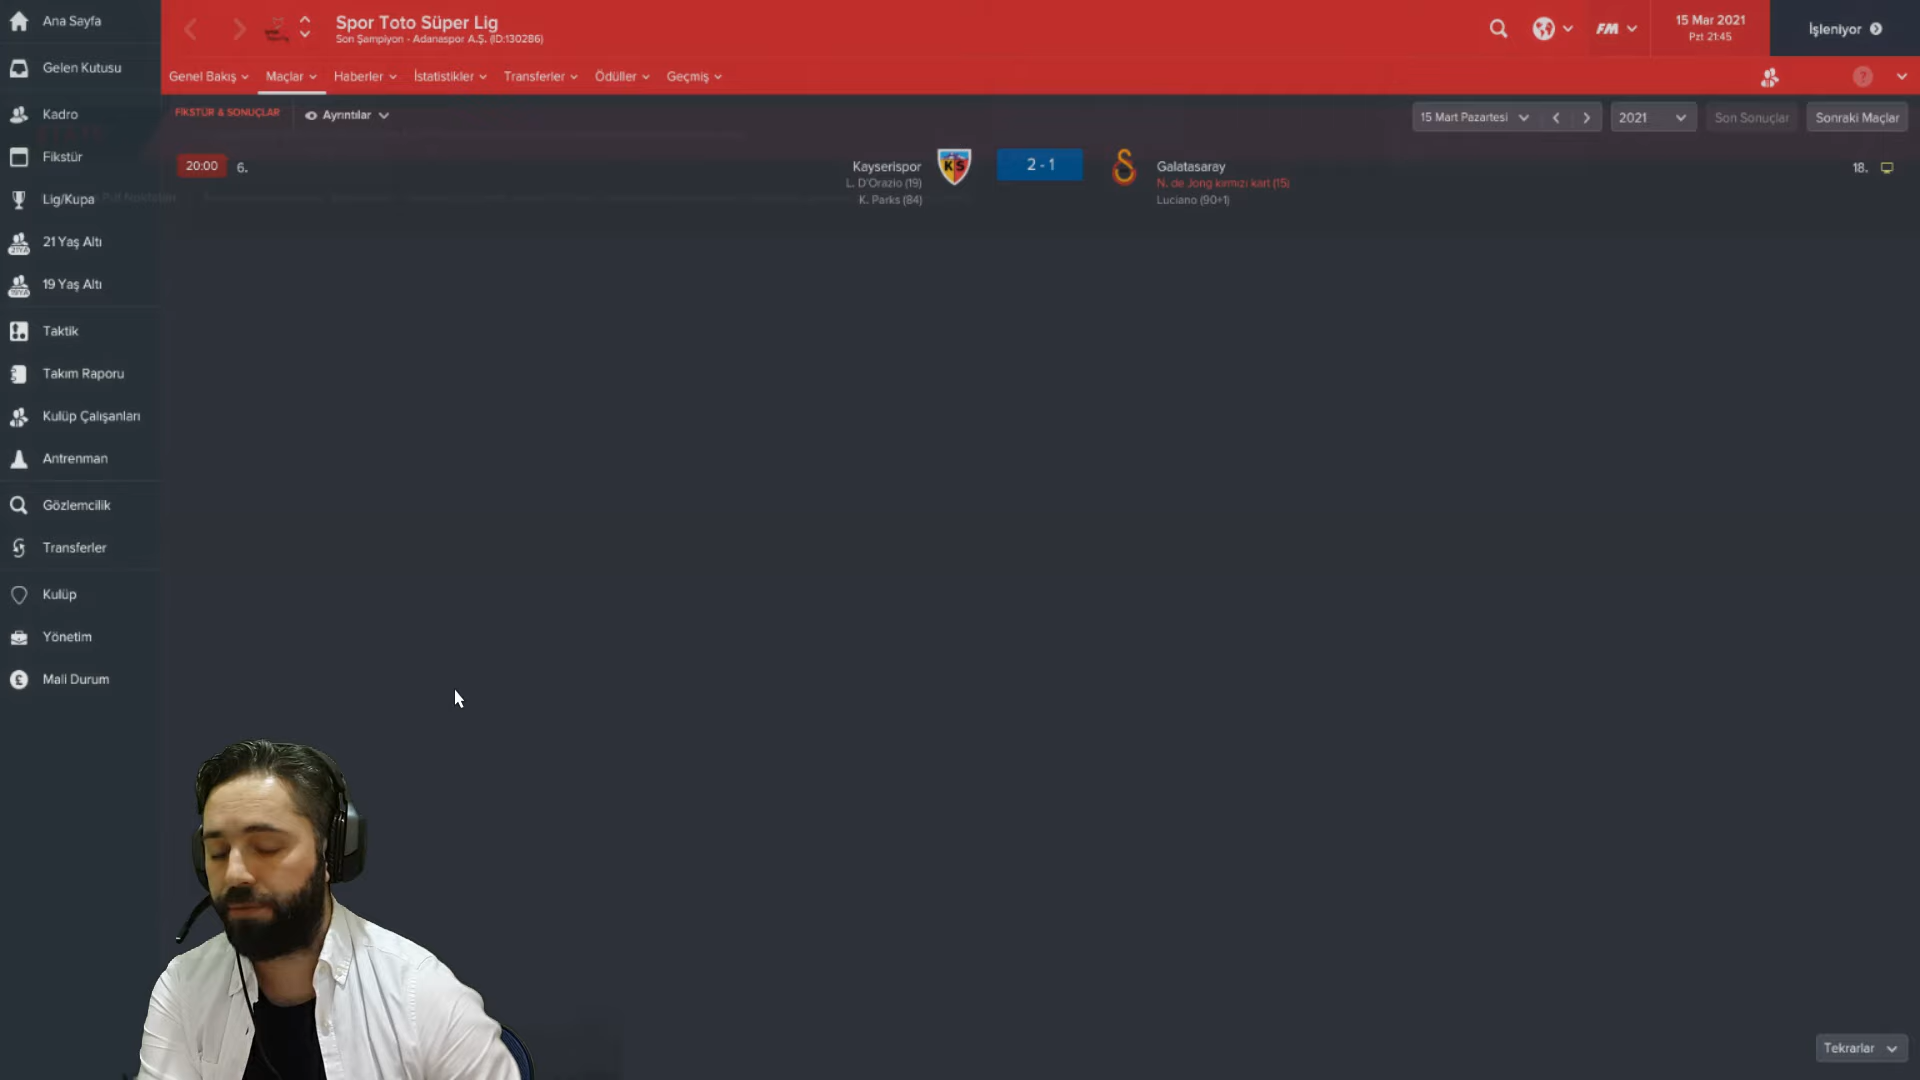 Ana Sayfa
Gelen Kutusu
Kadro
Fikstür
Lig/Kupa
21 Yaş Altı
19 Yaş Altı
Taktik
Takım Raporu
Kulüp Çalışanları
Antrenman
Gözlemcilik
Transferler
Kulüp
Yönetim
Mali Durum
Spor Toto Süper Lig
Son Şampiyon - Adanaspor A.Ş. (ID:130286)
FM
15 Mar 2021
Pzt 21:45
İşleniyor
Genel Bakış
Maçlar
Haberler
İstatistikler
Transferler
Ödüller
Geçmiş
FİKSTÜR & SONUÇLAR
Ayrıntılar
15 Mart Pazartesi
2021
Son Sonuçlar
Sonraki Maçlar
20:00
6.
Kayserispor
L. D'Orazio (19)
K. Parks (84)
2 - 1
Galatasaray
N. de Jong kırmızı kart (15)
Luciano (90+1)
18.
Tekrarlar